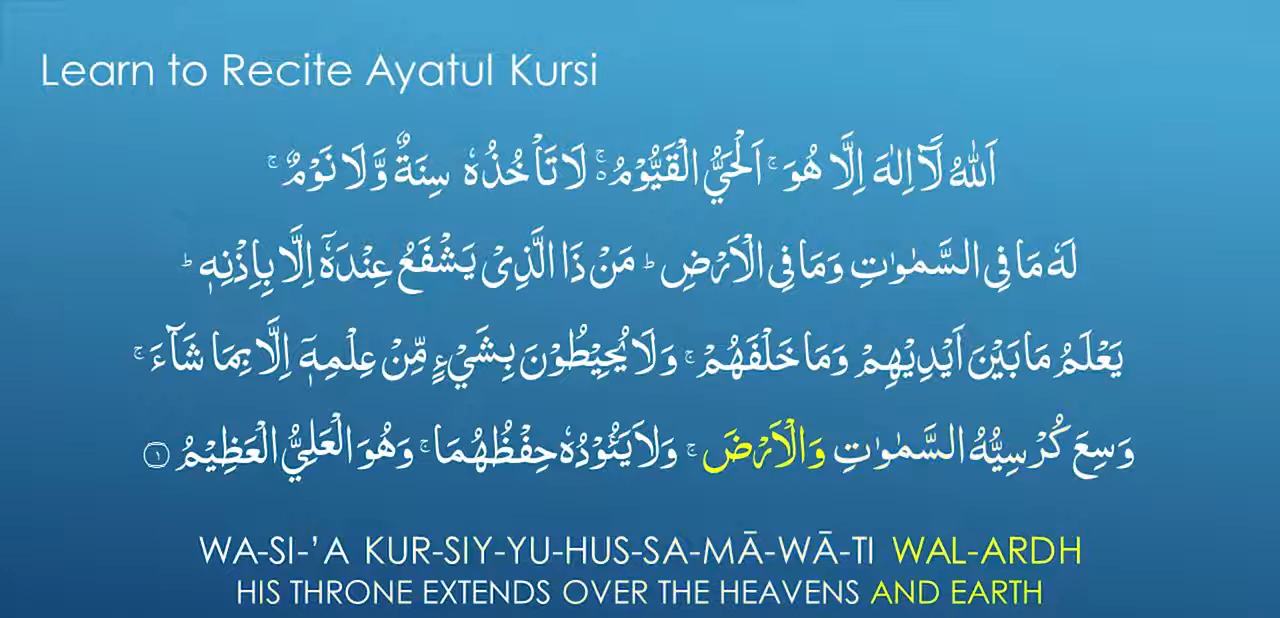 Learn to Recite Ayatul Kursi
اَللّٰهُ لَآ اِلٰهَ اِلَّا هُوَ ۚ اَلْحَيُّ الْقَيُّوْمُ ۚ لَا تَاْخُذُهٗ سِنَةٌ وَّلَا نَوْمٌ ۚ
لَهٗ مَا فِى السَّمٰوٰتِ وَمَا فِى الْاَرْضِ ؕ مَنْ ذَا الَّذِىْ يَشْفَعُ عِنْدَهٗٓ اِلَّا بِاِذْنِهٖ ؕ
يَعْلَمُ مَا بَيْنَ اَيْدِيْهِمْ وَمَا خَلْفَهُمْ ۚ وَلَا يُحِيْطُوْنَ بِشَيْءٍ مِّنْ عِلْمِهٖٓ اِلَّا بِمَا شَآءَ ۚ
وَسِعَ كُرْسِيُّهُ السَّمٰوٰتِ وَالْاَرْضَ ۚ وَلَا يَئُوْدُهٗ حِفْظُهُمَا ۚ وَهُوَ الْعَلِيُّ الْعَظِيْمُ ۝١
WA-SI-’A KUR-SIY-YU-HUS-SA-MĀ-WĀ-TI WAL-ARDH
HIS THRONE EXTENDS OVER THE HEAVENS AND EARTH